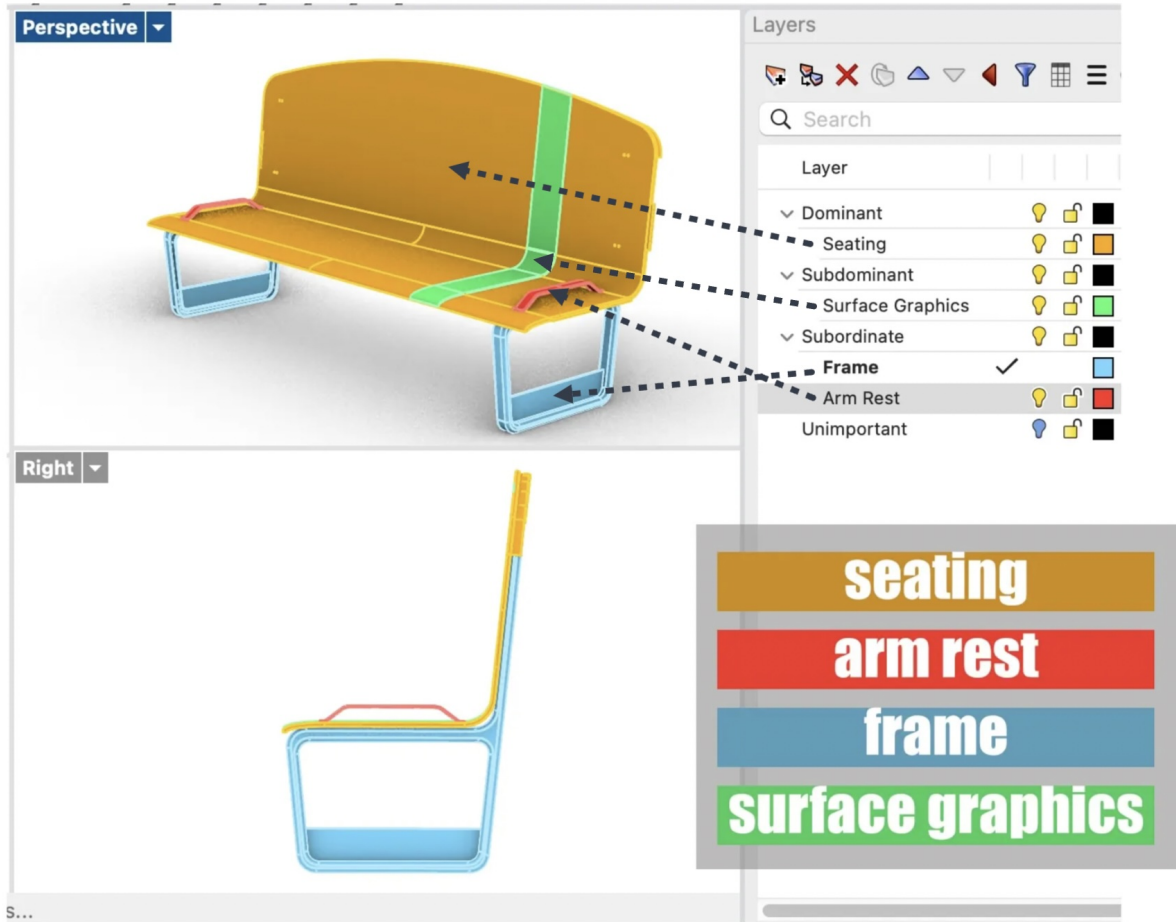 Perspective
Layers
Search
Layer
Dominant
Seating
Subdominant
Surface Graphics
Subordinate
Frame
Arm Rest
Unimportant
Right
seating
arm rest
frame
surface graphics
s...